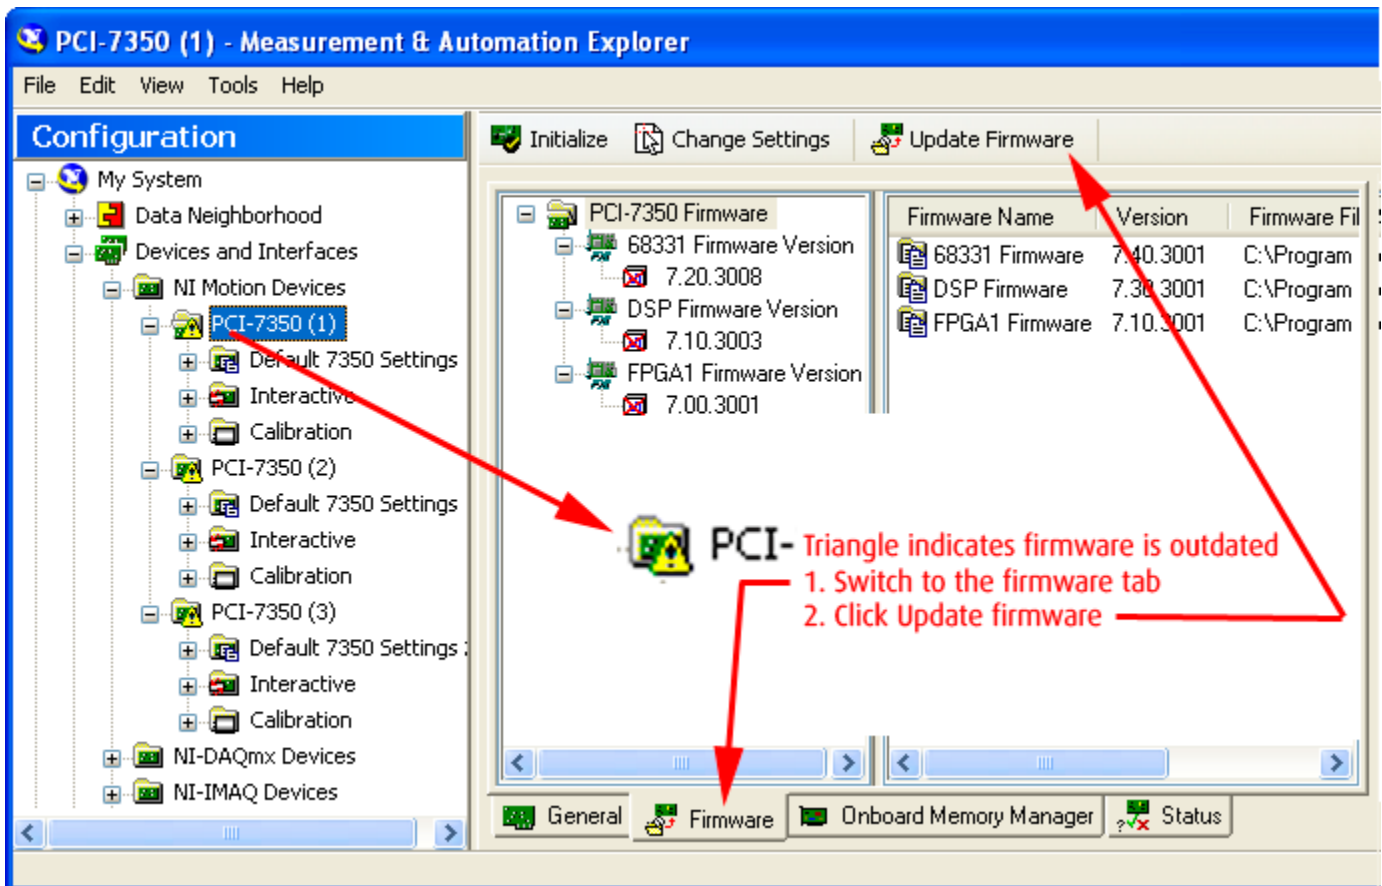 PCI-7350 (1) - Measurement & Automation Explorer
File Edit View Tools Help
Configuration
My System
Data Neighborhood
Devices and Interfaces
NI Motion Devices
PCI-7350 (1)
Default 7350 Settings
Interactive
Calibration
PCI-7350 (2)
Default 7350 Settings
Interactive
Calibration
PCI-7350 (3)
Default 7350 Settings
Interactive
Calibration
NI-DAQmx Devices
NI-IMAQ Devices
Initialize Change Settings Update Firmware
PCI-7350 Firmware
68331 Firmware Version
7.20.3008
DSP Firmware Version
7.10.3003
FPGA1 Firmware Version
7.00.3001
Firmware Name Version Firmware Fil
68331 Firmware 7.40.3001 C:\Program
DSP Firmware 7.30.3001 C:\Program
FPGA1 Firmware 7.10.3001 C:\Program
PCI- Triangle indicates firmware is outdated
1. Switch to the firmware tab
2. Click Update firmware
General Firmware Onboard Memory Manager Status